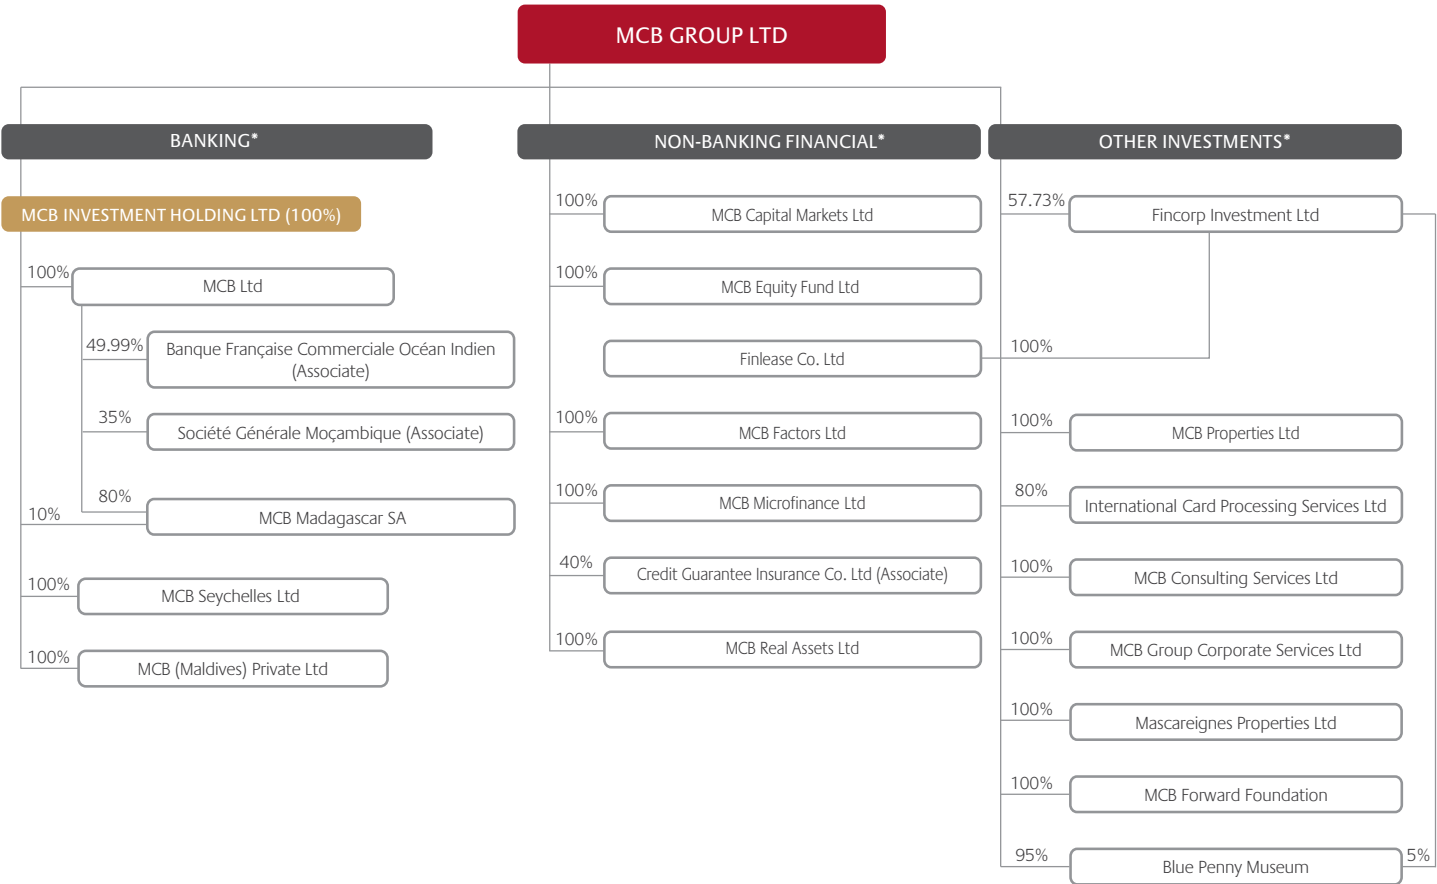 MCB GROUP LTD
BANKING*
MCB INVESTMENT HOLDING LTD (100%)
100%
MCB Ltd
49.99%
Banque Française Commerciale Océan Indien
(Associate)
35%
Société Générale Moçambique (Associate)
80%
10%
MCB Madagascar SA
100%
MCB Seychelles Ltd
100%
MCB (Maldives) Private Ltd
NON-BANKING FINANCIAL*
100%
MCB Capital Markets Ltd
100%
MCB Equity Fund Ltd
Finlease Co. Ltd
100%
MCB Factors Ltd
100%
MCB Microfinance Ltd
40%
Credit Guarantee Insurance Co. Ltd (Associate)
100%
MCB Real Assets Ltd
OTHER INVESTMENTS*
57.73%
Fincorp Investment Ltd
100%
100%
MCB Properties Ltd
80%
International Card Processing Services Ltd
100%
MCB Consulting Services Ltd
100%
MCB Group Corporate Services Ltd
100%
Mascareignes Properties Ltd
100%
MCB Forward Foundation
95%
Blue Penny Museum
5%